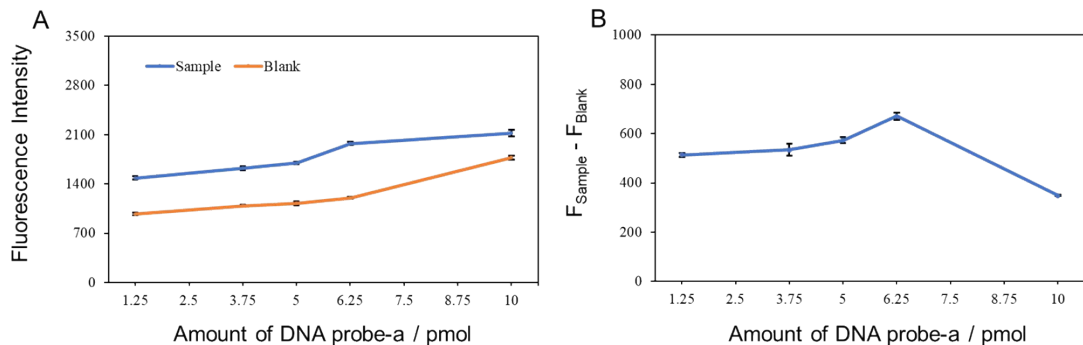 A
Fluorescence Intensity
3500
2800
2100
1400
700
0
Sample
Blank
1.25 2.5 3.75 5 6.25 7.5 8.75 10
Amount of DNA probe-a / pmol
B
F_Sample - F_Blank
1000
800
600
400
200
0
1.25 2.5 3.75 5 6.25 7.5 8.75 10
Amount of DNA probe-a / pmol